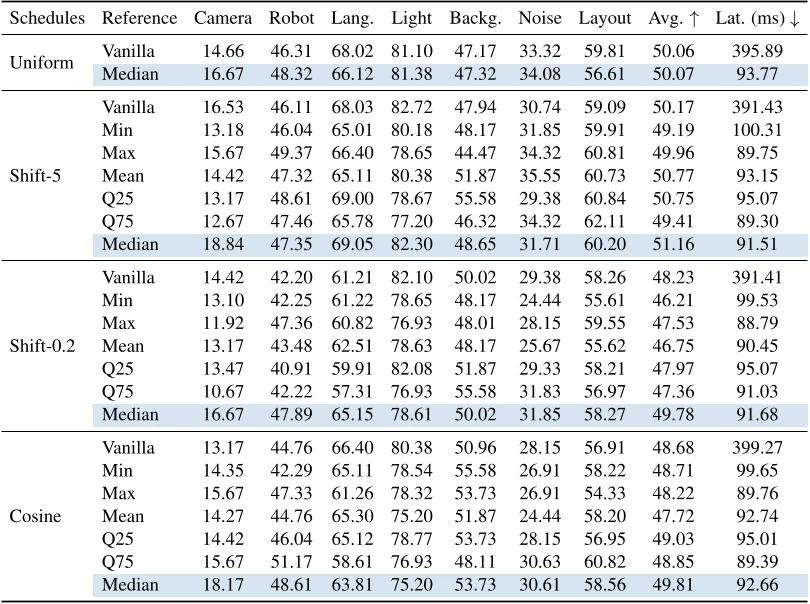 Schedules Reference Camera Robot Lang. Light Backg. Noise Layout Avg. ↑ Lat. (ms) ↓
Uniform
Vanilla 14.66 46.31 68.02 81.10 47.17 33.32 59.81 50.06 395.89
Median 16.67 48.32 66.12 81.38 47.32 34.08 56.61 50.07 93.77
Shift-5
Vanilla 16.53 46.11 68.03 82.72 47.94 30.74 59.09 50.17 391.43
Min 13.18 46.04 65.01 80.18 48.17 31.85 59.91 49.19 100.31
Max 15.67 49.37 66.40 78.65 44.47 34.32 60.81 49.96 89.75
Mean 14.42 47.32 65.11 80.38 51.87 35.55 60.73 50.77 93.15
Q25 13.17 48.61 69.00 78.67 55.58 29.38 60.84 50.75 95.07
Q75 12.67 47.46 65.78 77.20 46.32 34.32 62.11 49.41 89.30
Median 18.84 47.35 69.05 82.30 48.65 31.71 60.20 51.16 91.51
Shift-0.2
Vanilla 14.42 42.20 61.21 82.10 50.02 29.38 58.26 48.23 391.41
Min 13.10 42.25 61.22 78.65 48.17 24.44 55.61 46.21 99.53
Max 11.92 47.36 60.82 76.93 48.01 28.15 59.55 47.53 88.79
Mean 13.17 43.48 62.51 78.63 48.17 25.67 55.62 46.75 90.45
Q25 13.47 40.91 59.91 82.08 51.87 29.33 58.21 47.97 95.07
Q75 10.67 42.22 57.31 76.93 55.58 31.83 56.97 47.36 91.03
Median 16.67 47.89 65.15 78.61 50.02 31.85 58.27 49.78 91.68
Cosine
Vanilla 13.17 44.76 66.40 80.38 50.96 28.15 56.91 48.68 399.27
Min 14.35 42.29 65.11 78.54 55.58 26.91 58.22 48.71 99.65
Max 15.67 47.33 61.26 78.32 53.73 26.91 54.33 48.22 89.76
Mean 14.27 44.76 65.30 75.20 51.87 24.44 58.20 47.72 92.74
Q25 14.42 46.04 65.12 78.77 53.73 28.15 56.95 49.03 95.01
Q75 15.67 51.17 58.61 76.93 48.11 30.63 60.82 48.85 89.39
Median 18.17 48.61 63.81 75.20 53.73 30.61 58.56 49.81 92.66